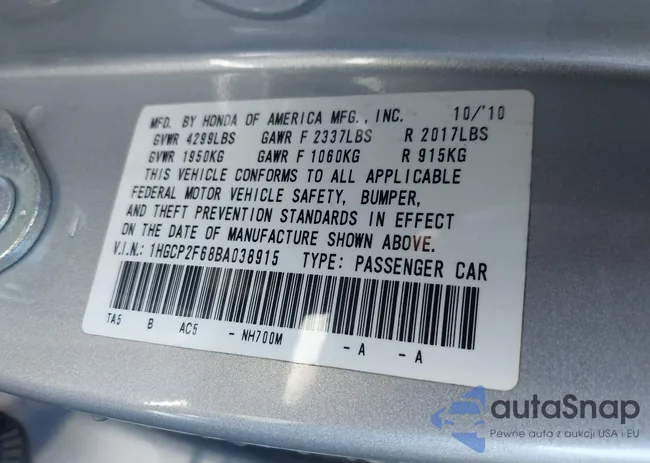 MFD. BY HONDA OF AMERICA MFG., INC. 10/'10
GVWR 4299LBS GAWR F 2337LBS R 2017LBS
GVWR 1950KG GAWR F 1060KG R 915KG
THIS VEHICLE CONFORMS TO ALL APPLICABLE
FEDERAL MOTOR VEHICLE SAFETY, BUMPER,
AND THEFT PREVENTION STANDARDS IN EFFECT
ON THE DATE OF MANUFACTURE SHOWN ABOVE.
V.I.N.: 1HGCP2F68BA038915 TYPE: PASSENGER CAR
TA5 B AC5 - NH700M - A - A
autaSnap
Pewne auto z aukcji USA i EU